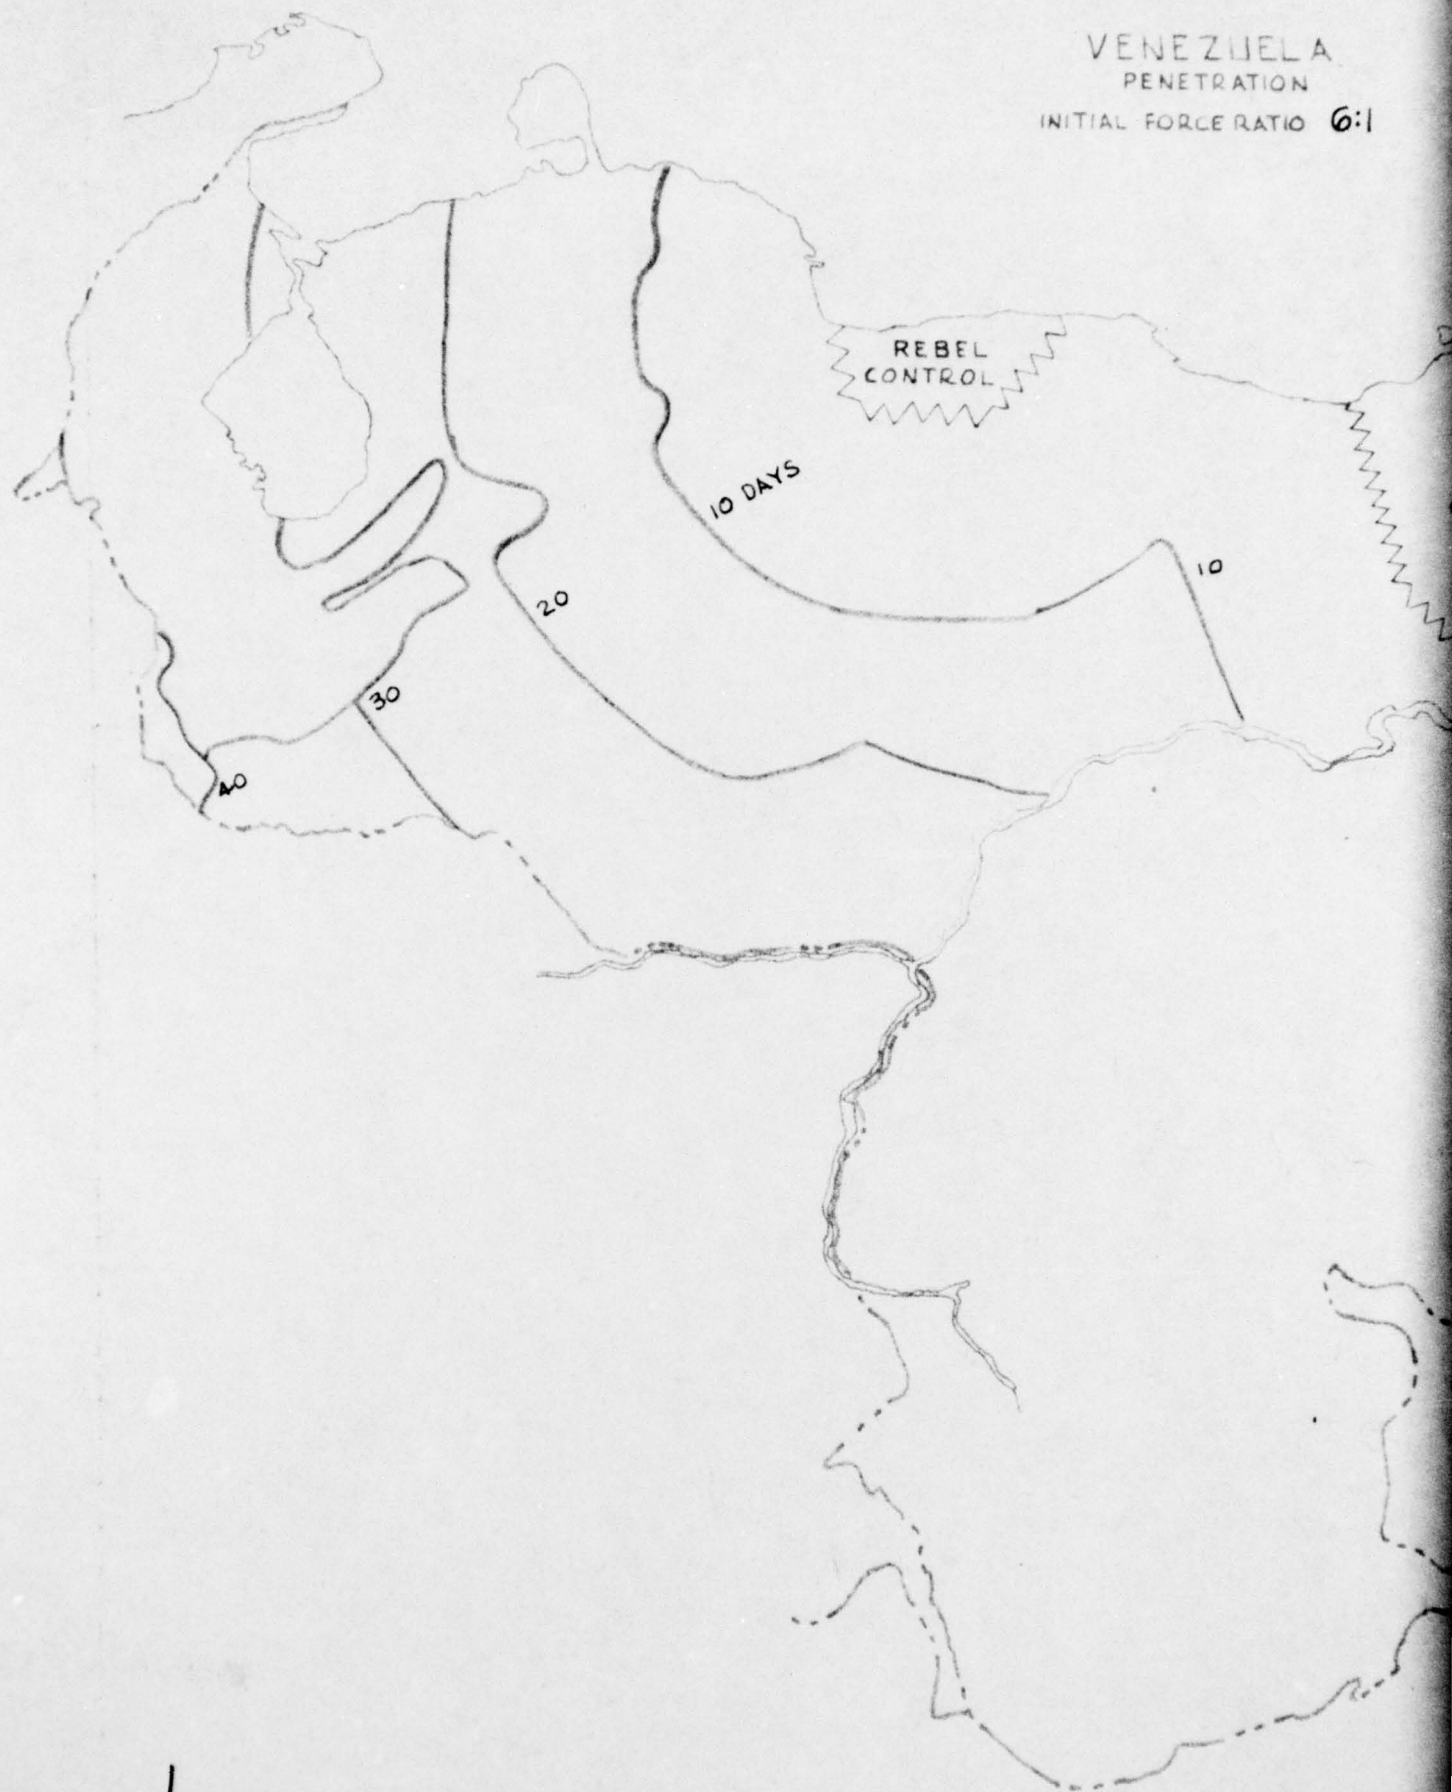 VENEZUELA
PENETRATION
INITIAL FORCE RATIO 6:1
REBEL
CONTROL
10 DAYS
10
20
30
40